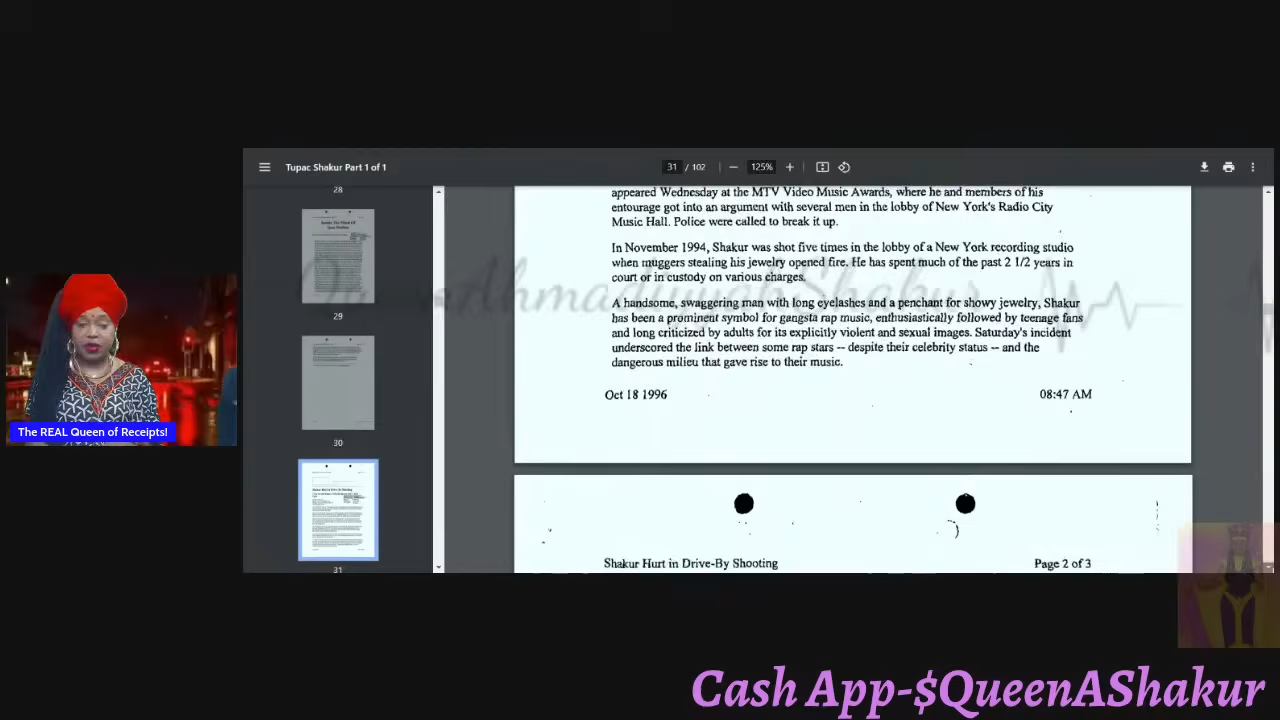 Tupac Shakur Part 1 of 1
31 / 102
125%
28
29
30
31
appeared Wednesday at the MTV Video Music Awards, where he and members of his
entourage got into an argument with several men in the lobby of New York's Radio City
Music Hall. Police were called to break it up.
In November 1994, Shakur was shot five times in the lobby of a New York recording studio
when muggers stealing his jewelry opened fire. He has spent much of the past 2 1/2 years in
court or in custody on various charges.
A handsome, swaggering man with long eyelashes and a penchant for showy jewelry, Shakur
has been a prominent symbol for gangsta rap music, enthusiastically followed by teenage fans
and long criticized by adults for its explicitly violent and sexual images. Saturday's incident
underscored the link between some rap stars -- despite their celebrity status -- and the
dangerous milieu that gave rise to their music.
Oct 18 1996 08:47 AM
Shakur Hurt in Drive-By Shooting Page 2 of 3
The REAL Queen of Receipts!
Cash App-$QueenAShakur